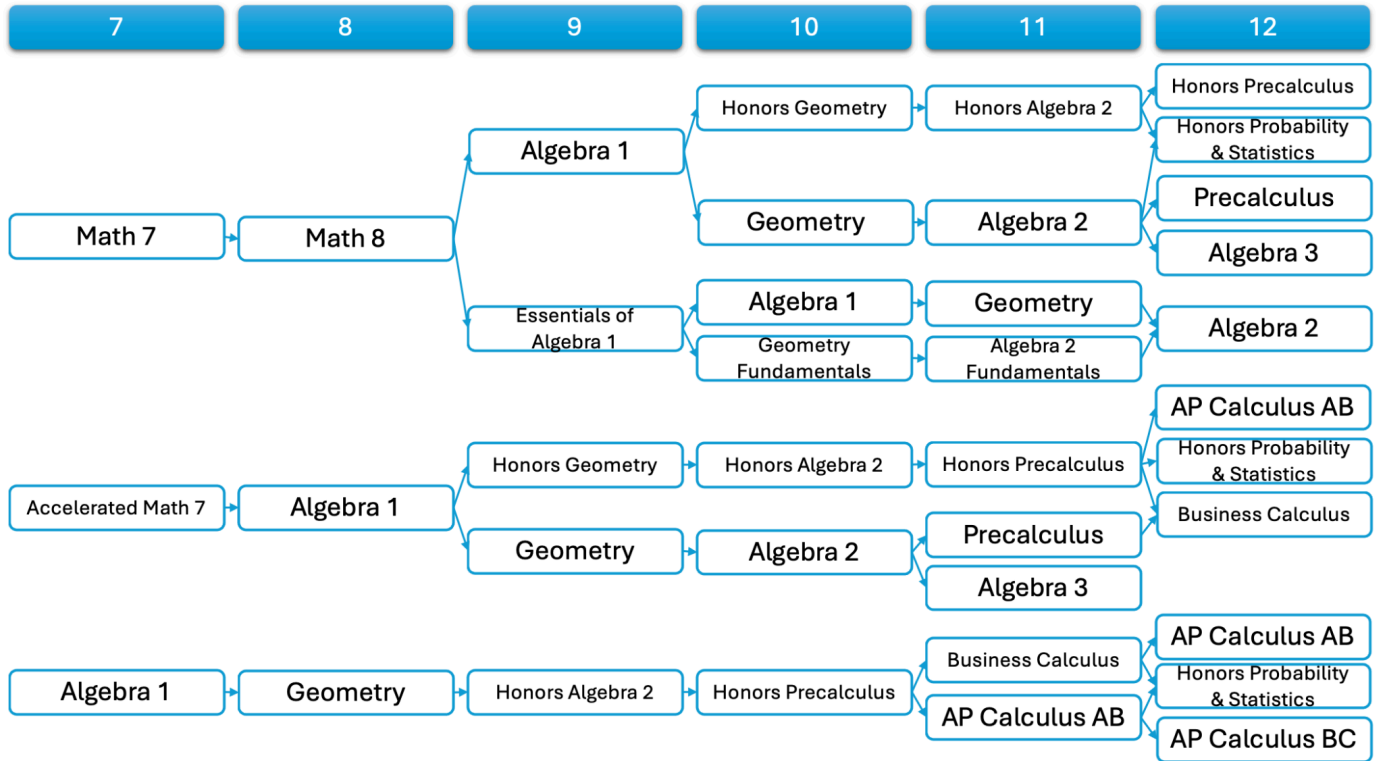 7
8
9
10
11
12
Math 7
Math 8
Algebra 1
Essentials of
Algebra 1
Honors Geometry
Geometry
Algebra 1
Geometry
Fundamentals
Honors Algebra 2
Algebra 2
Geometry
Algebra 2
Fundamentals
Honors Precalculus
Honors Probability
& Statistics
Precalculus
Algebra 3
Algebra 2
Accelerated Math 7
Algebra 1
Honors Geometry
Geometry
Honors Algebra 2
Algebra 2
Honors Precalculus
Precalculus
Algebra 3
AP Calculus AB
Honors Probability
& Statistics
Business Calculus
Algebra 1
Geometry
Honors Algebra 2
Honors Precalculus
Business Calculus
AP Calculus AB
AP Calculus AB
Honors Probability
& Statistics
AP Calculus BC